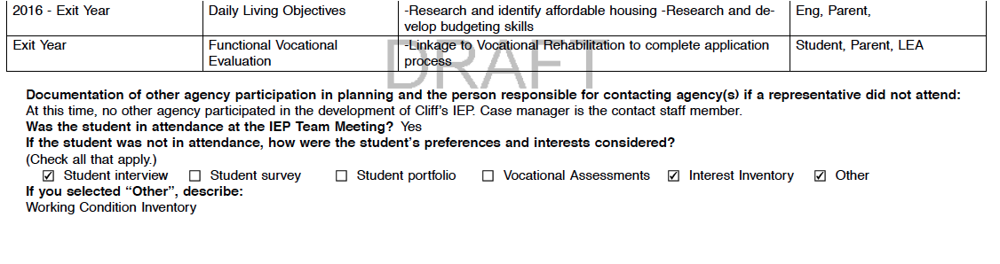 2016 - Exit Year Daily Living Objectives -Research and identify affordable housing -Research and de- Eng, Parent,
velop budgeting skills
Exit Year Functional Vocational -Linkage to Vocational Rehabilitation to complete application Student, Parent, LEA
Evaluation process
DRAFT
Documentation of other agency participation in planning and the person responsible for contacting agency(s) if a representative did not attend:
At this time, no other agency participated in the development of Cliff's IEP. Case manager is the contact staff member.
Was the student in attendance at the IEP Team Meeting? Yes
If the student was not in attendance, how were the student's preferences and interests considered?
(Check all that apply.)
☑ Student interview ☐ Student survey ☐ Student portfolio ☐ Vocational Assessments ☑ Interest Inventory ☑ Other
If you selected “Other”, describe:
Working Condition Inventory